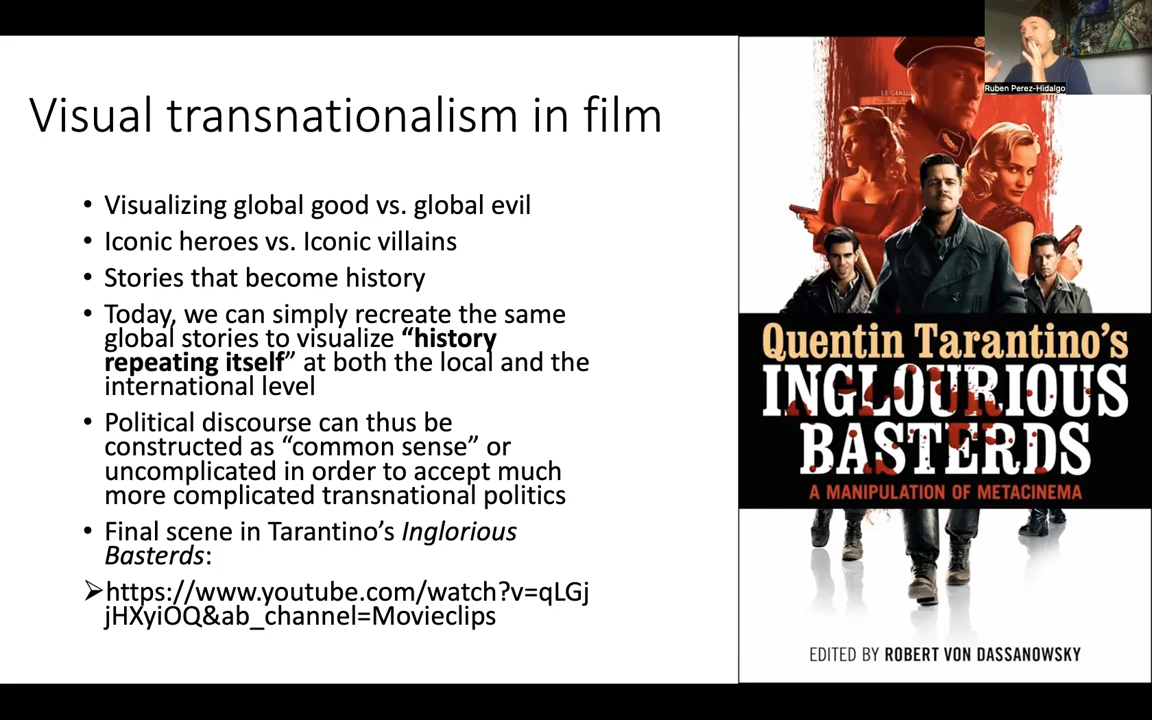 Visual transnationalism in film
• Visualizing global good vs. global evil
• Iconic heroes vs. Iconic villains
• Stories that become history
• Today, we can simply recreate the same
global stories to visualize “history
repeating itself” at both the local and the
international level
• Political discourse can thus be
constructed as “common sense” or
uncomplicated in order to accept much
more complicated transnational politics
• Final scene in Tarantino’s Inglorious
Basterds:
➢https://www.youtube.com/watch?v=qLGj
jHXyiOQ&ab_channel=Movieclips
Ruben Perez-Hidalgo
LE GAMAAR
Quentin Tarantino’s
INGLOURIOUS
BASTERDS
A MANIPULATION OF METACINEMA
EDITED BY ROBERT VON DASSANOWSKY